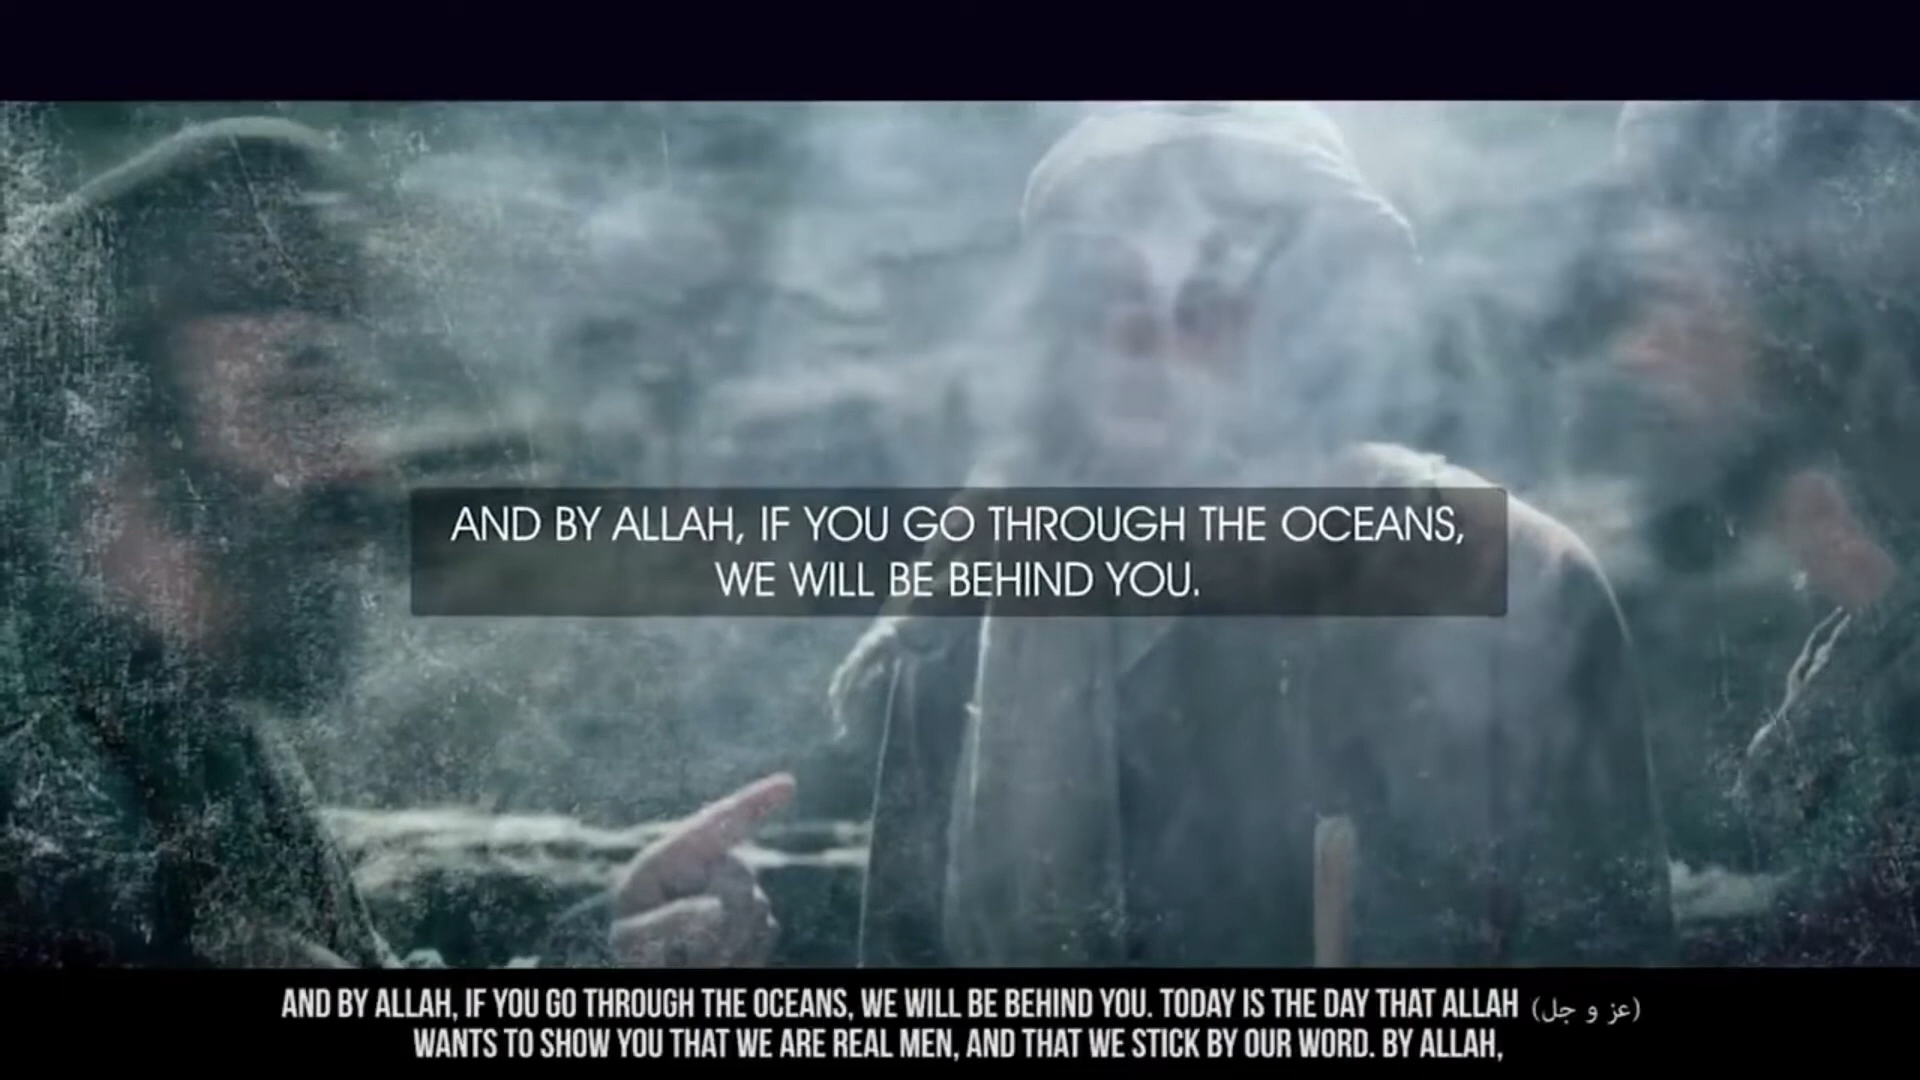 AND BY ALLAH, IF YOU GO THROUGH THE OCEANS,
WE WILL BE BEHIND YOU.
AND BY ALLAH, IF YOU GO THROUGH THE OCEANS, WE WILL BE BEHIND YOU. TODAY IS THE DAY THAT ALLAH (عز و جل)
WANTS TO SHOW YOU THAT WE ARE REAL MEN, AND THAT WE STICK BY OUR WORD. BY ALLAH,